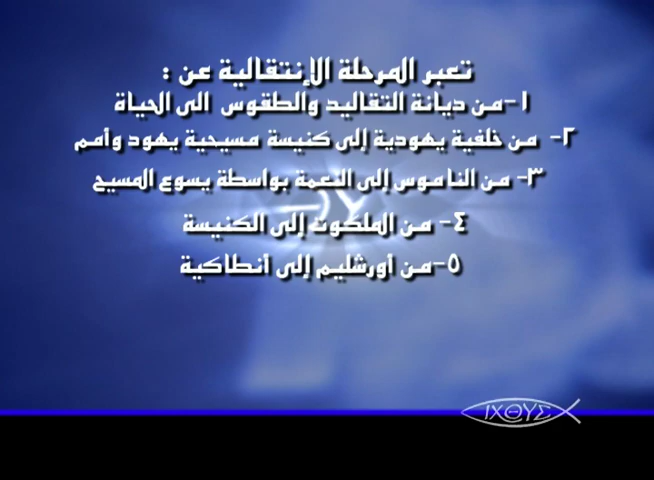 تعبر المرحلة الإنتقالية عن :
١-من ديانة التقاليد والطقوس الى الحياة
٢- من خلفية يهودية إلى كنيسة مسيحية يهود وأمم
٣- من الناموس إلى النعمة بواسطة يسوع المسيح
٤- من الملكوت إلى الكنيسة
٥-من أورشليم إلى أنطاكية
ΙΧΘΥΣ